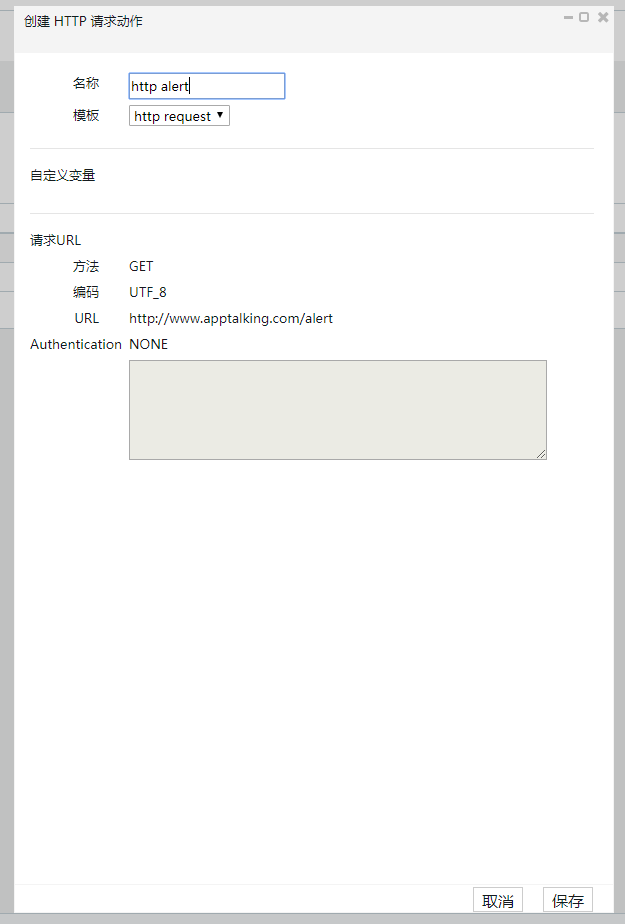 创建 HTTP 请求动作
名称 http alert
模板 http request
自定义变量
请求URL
方法 GET
编码 UTF_8
URL http://www.apptalking.com/alert
Authentication NONE
取消 保存